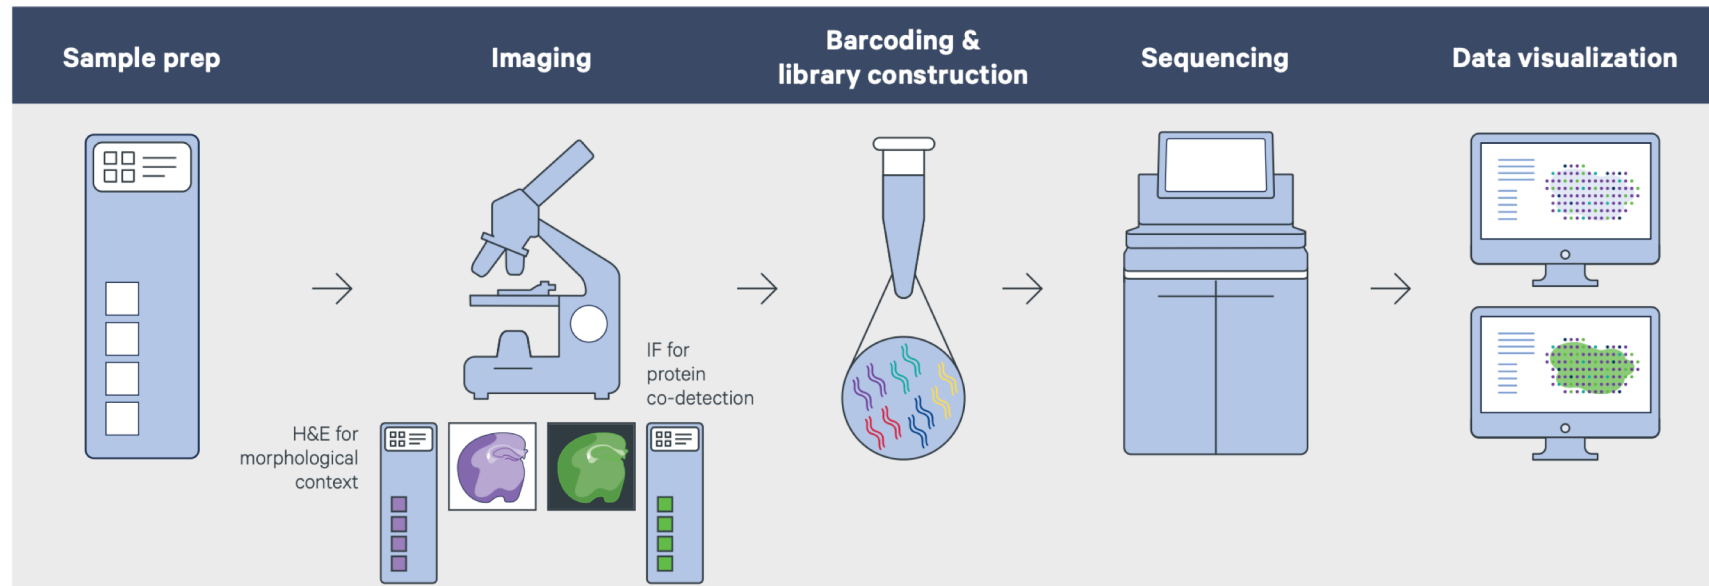 Sample prep
Imaging
Barcoding &
library construction
Sequencing
Data visualization
IF for
protein
co-detection
H&E for
morphological
context